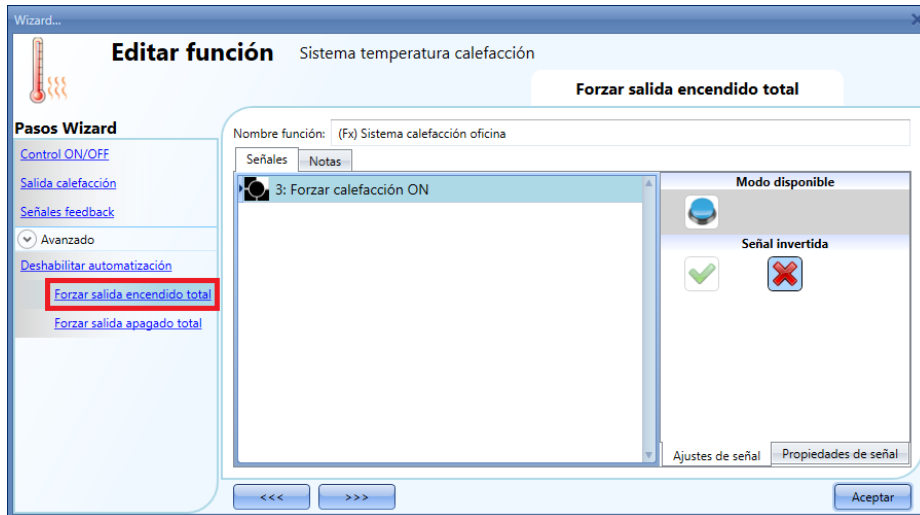 Wizard...
Editar función Sistema temperatura calefacción
Forzar salida encendido total
Pasos Wizard
Control ON/OFF
Salida calefacción
Señales feedback
Avanzado
Deshabilitar automatización
Forzar salida encendido total
Forzar salida apagado total
Nombre función: (Fx) Sistema calefacción oficina
Señales Notas
3: Forzar calefacción ON
Modo disponible
Señal invertida
Ajustes de señal Propiedades de señal
<<< >>> Aceptar